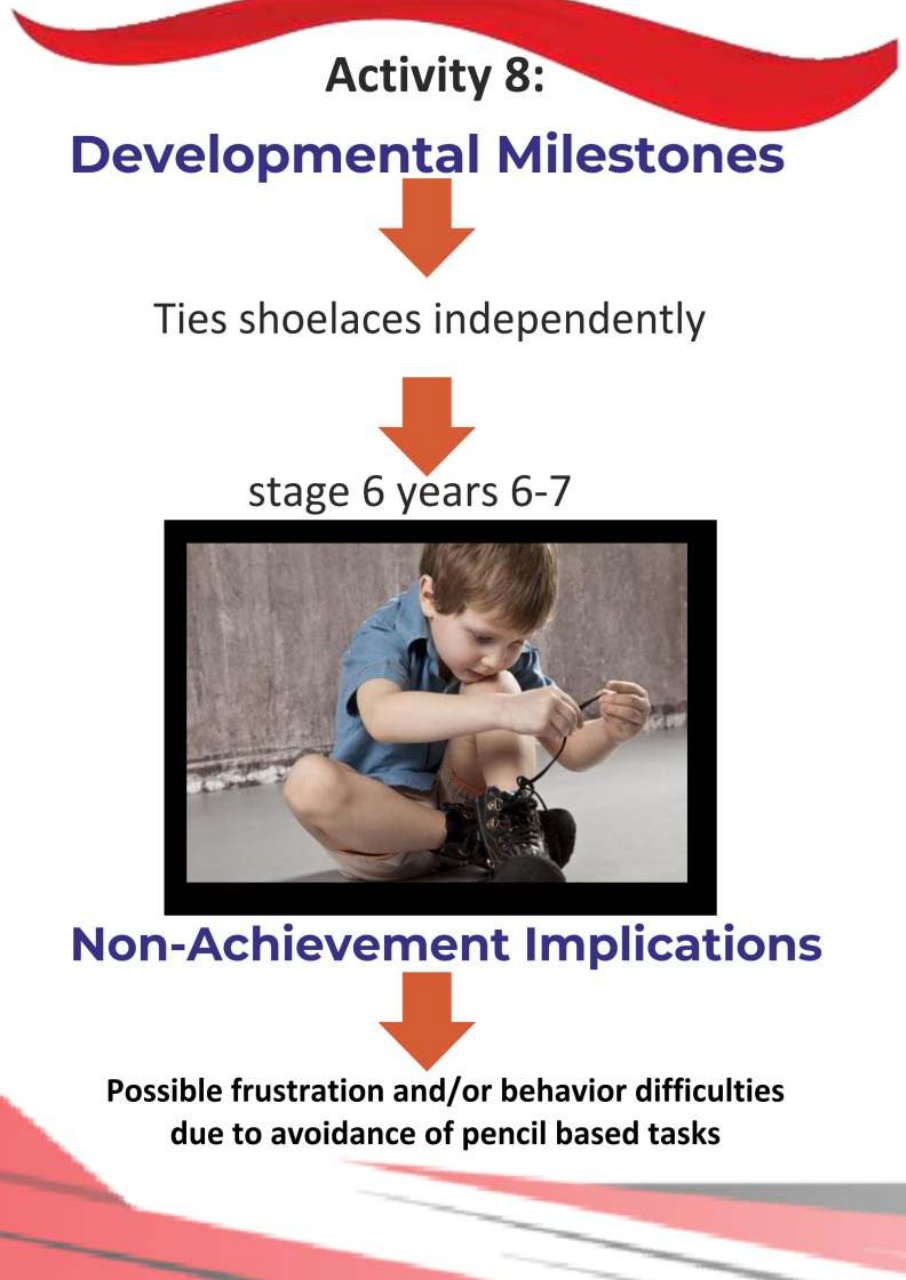 Activity 8:
Developmental Milestones
Ties shoelaces independently
stage 6 years 6-7
Non-Achievement Implications
Possible frustration and/or behavior difficulties
due to avoidance of pencil based tasks